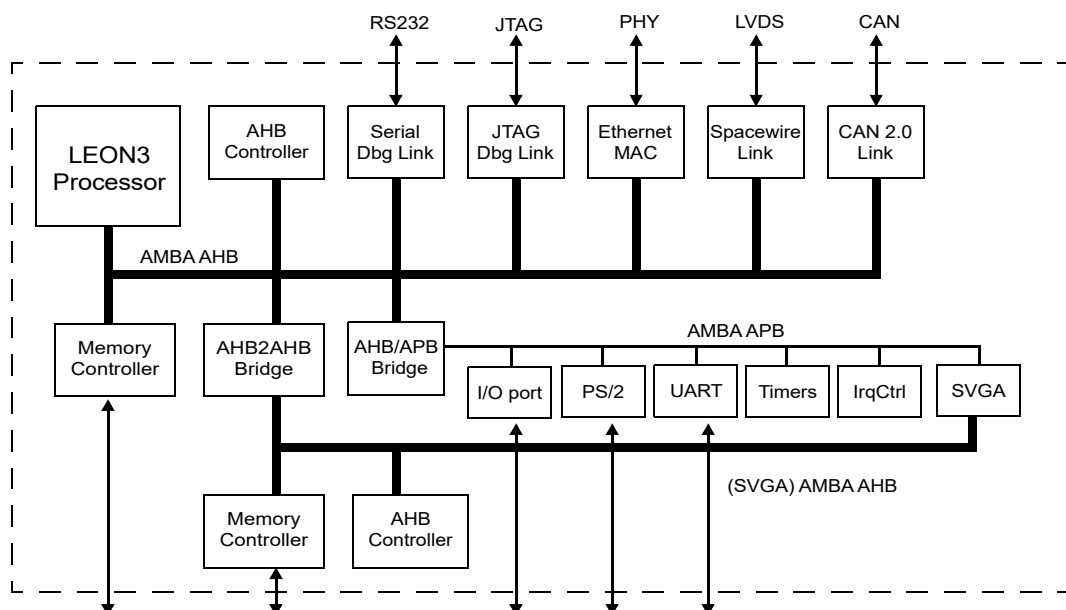 RS232
JTAG
PHY
LVDS
CAN
LEON3
Processor
AHB
Controller
Serial
Dbg Link
JTAG
Dbg Link
Ethernet
MAC
Spacewire
Link
CAN 2.0
Link
AMBA AHB
Memory
Controller
AHB2AHB
Bridge
AHB/APB
Bridge
AMBA APB
I/O port
PS/2
UART
Timers
IrqCtrl
SVGA
(SVGA) AMBA AHB
Memory
Controller
AHB
Controller